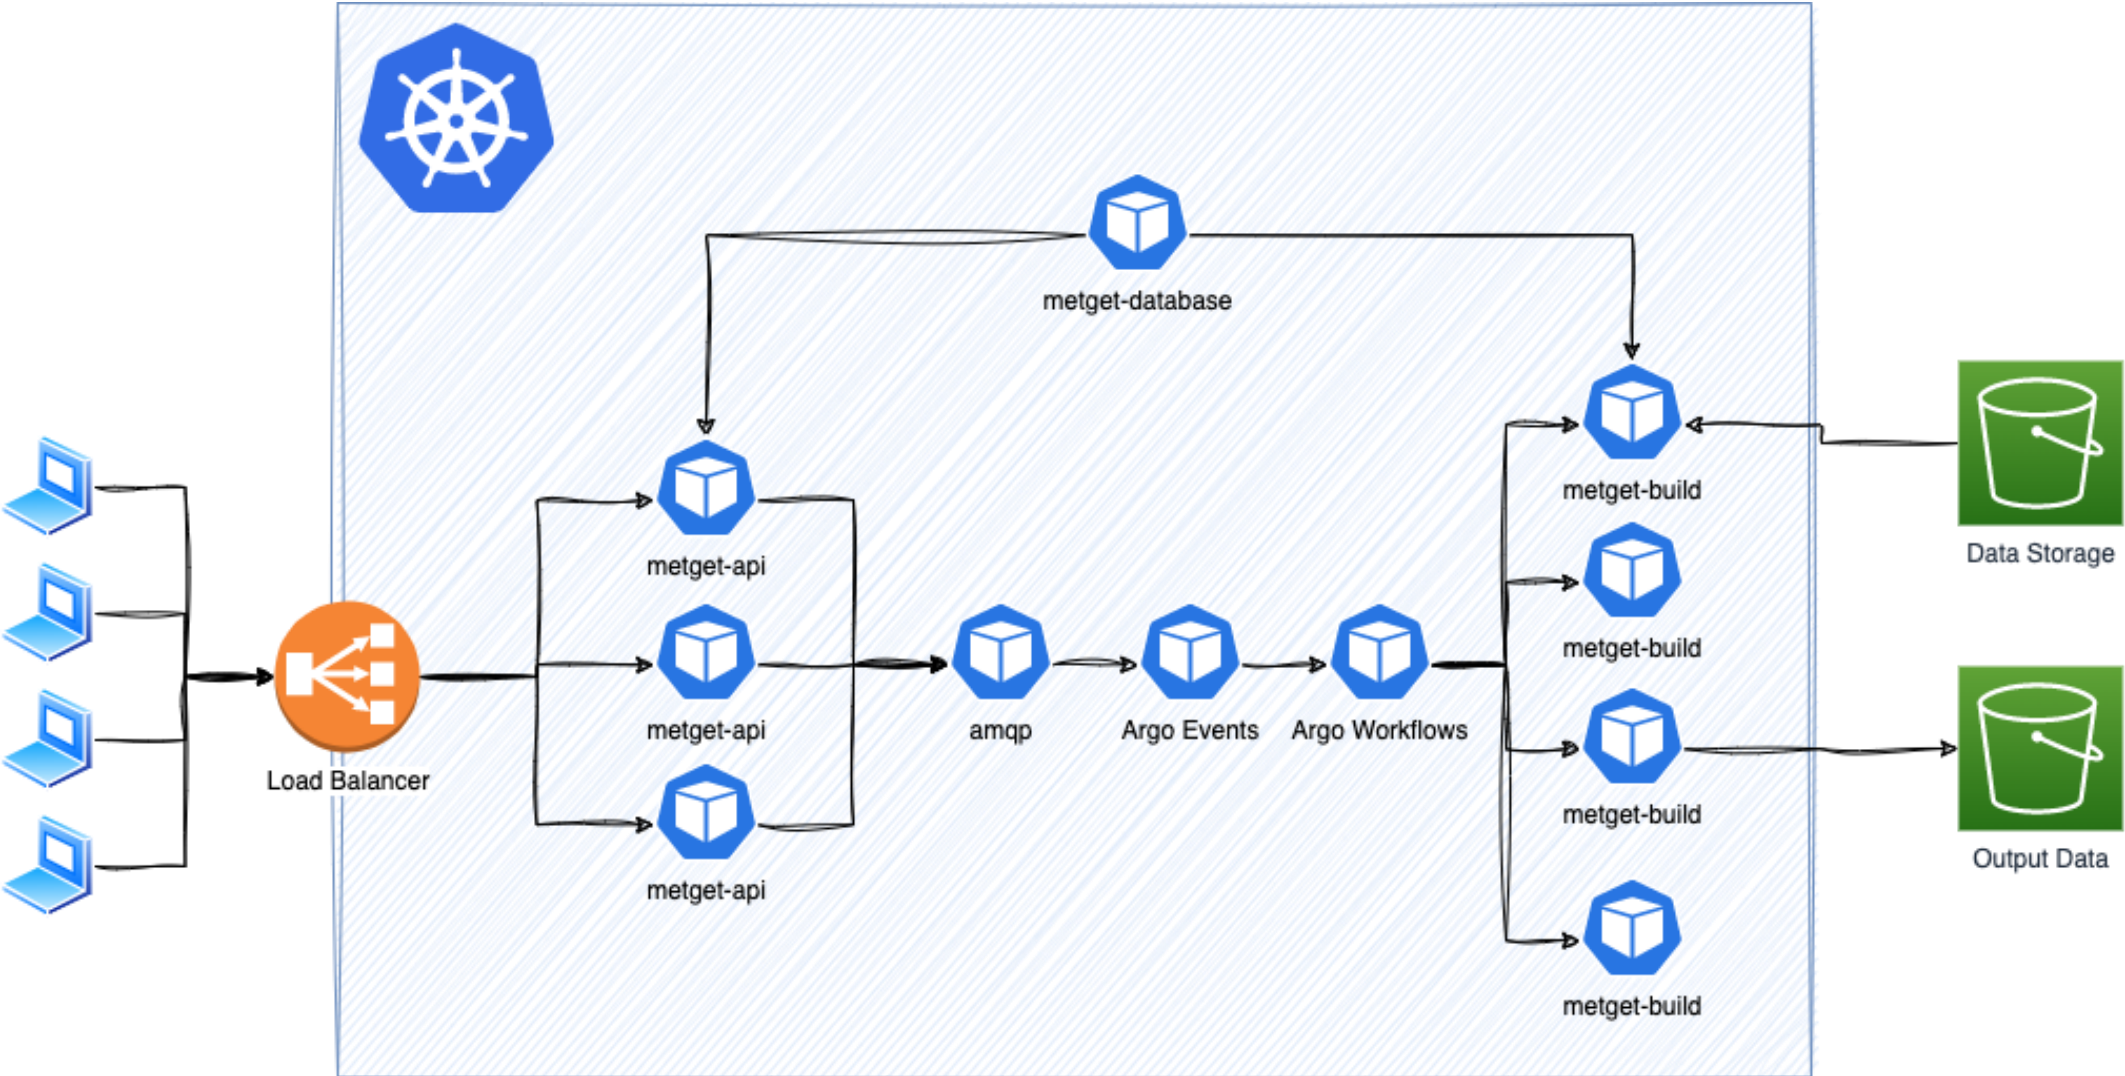 metget-database
metget-build
Data Storage
metget-api
metget-build
metget-api
amqp
Argo Events
Argo Workflows
Load Balancer
metget-build
Output Data
metget-api
metget-build